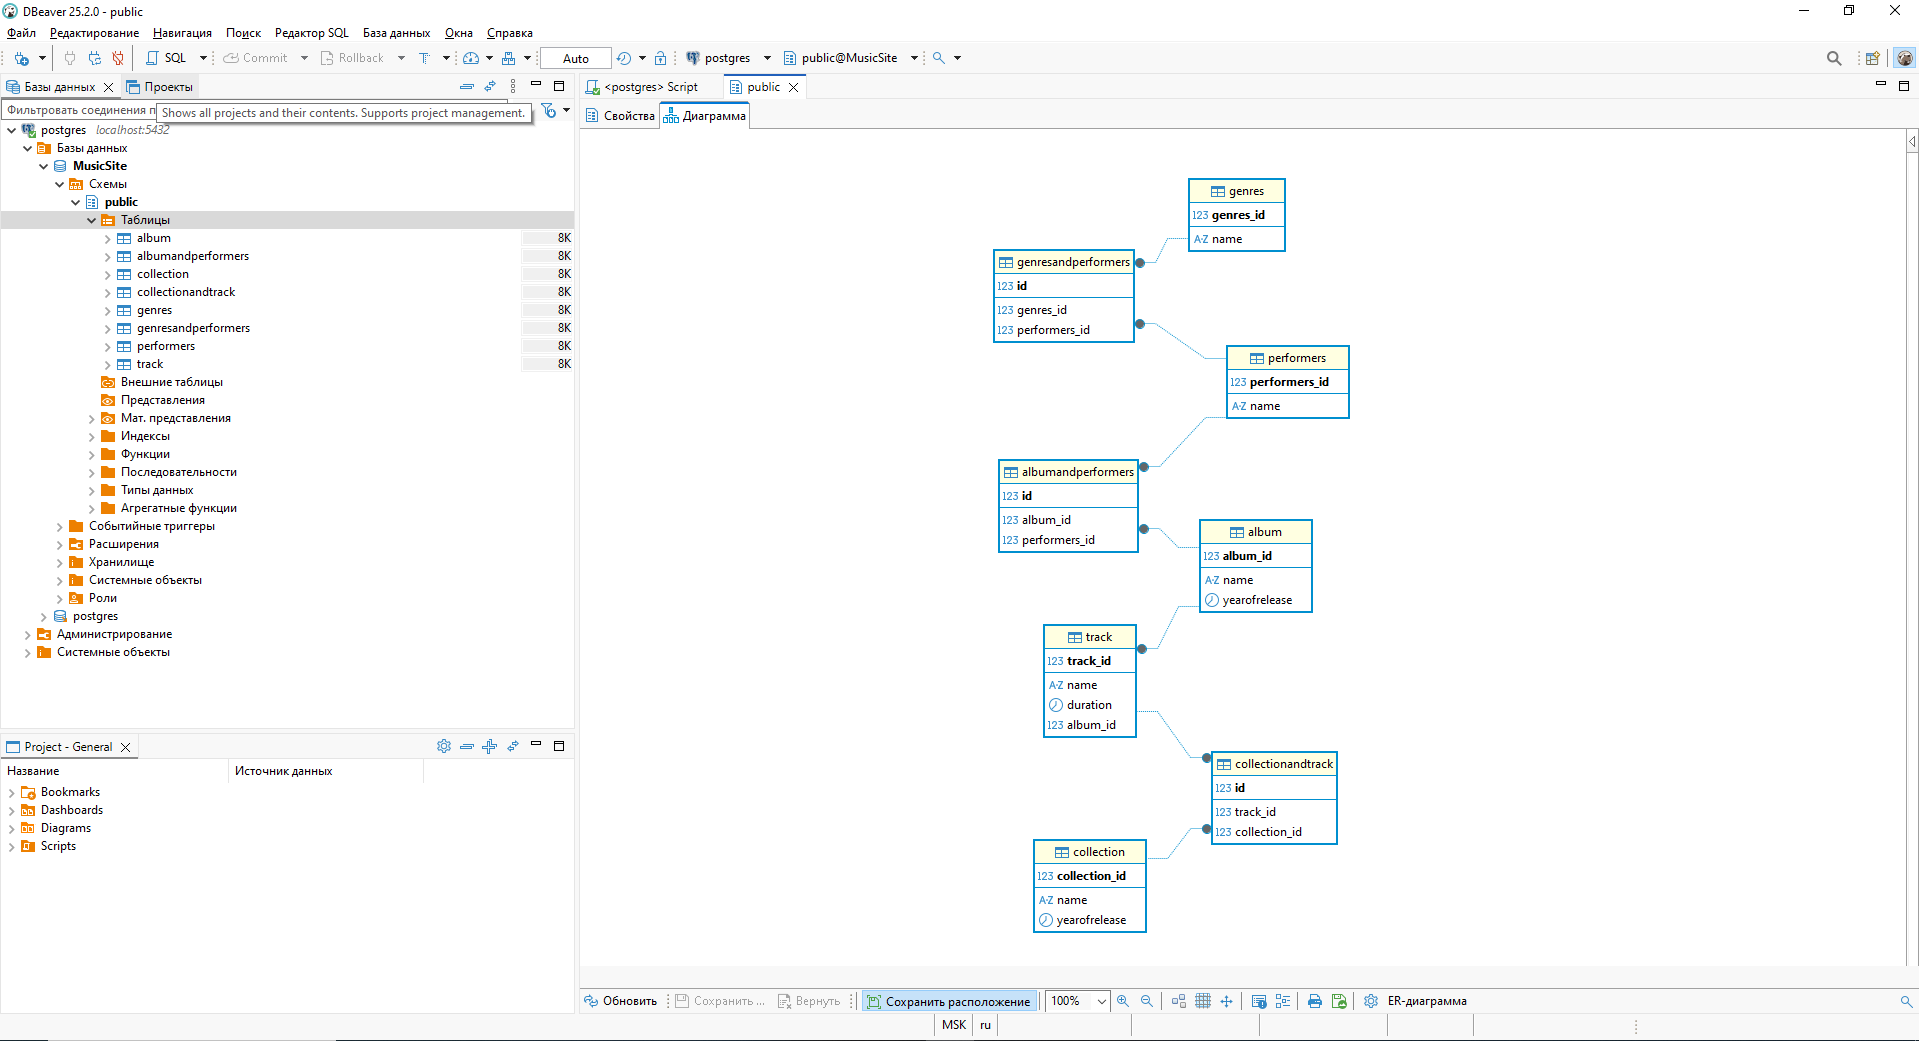 DBeaver 25.2.0 - public
Файл Редактирование Навигация Поиск Редактор SQL База данных Окна Справка
SQL Commit Rollback T Auto postgres public@MusicSite
Базы данных Проекты
Фильтровать соединения п
Shows all projects and their contents. Supports project management.
postgres localhost:5432
Базы данных
MusicSite
Схемы
public
Таблицы
album 8K
albumandperformers 8K
collection 8K
collectionandtrack 8K
genres 8K
genresandperformers 8K
performers 8K
track 8K
Внешние таблицы
Представления
Мат. представления
Индексы
Функции
Последовательности
Типы данных
Агрегатные функции
Событийные триггеры
Расширения
Хранилище
Системные объекты
Роли
postgres
Администрирование
Системные объекты
Project - General
Название Источник данных
Bookmarks
Dashboards
Diagrams
Scripts
<postgres> Script public
Свойства Диаграмма
genres
123 genres_id
A-Z name
genresandperformers
123 id
123 genres_id
123 performers_id
performers
123 performers_id
A-Z name
albumandperformers
123 id
123 album_id
123 performers_id
album
123 album_id
A-Z name
yearofrelease
track
123 track_id
A-Z name
duration
123 album_id
collectionandtrack
123 id
123 track_id
123 collection_id
collection
123 collection_id
A-Z name
yearofrelease
Обновить Сохранить ... Вернуть Сохранить расположение 100% ER-диаграмма
MSK ru